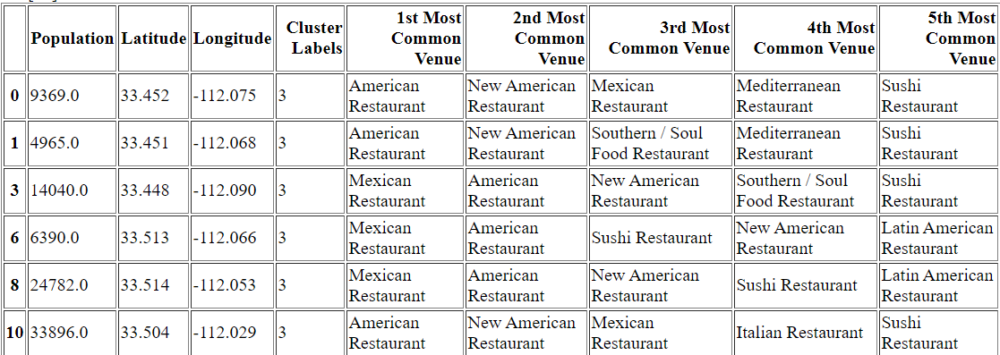 Population Latitude Longitude Cluster Labels 1st Most Common Venue 2nd Most Common Venue 3rd Most Common Venue 4th Most Common Venue 5th Most Common Venue
0 9369.0 33.452 -112.075 3 American Restaurant New American Restaurant Mexican Restaurant Mediterranean Restaurant Sushi Restaurant
1 4965.0 33.451 -112.068 3 American Restaurant New American Restaurant Southern / Soul Food Restaurant Mediterranean Restaurant Sushi Restaurant
3 14040.0 33.448 -112.090 3 Mexican Restaurant American Restaurant New American Restaurant Southern / Soul Food Restaurant Sushi Restaurant
6 6390.0 33.513 -112.066 3 Mexican Restaurant American Restaurant Sushi Restaurant New American Restaurant Latin American Restaurant
8 24782.0 33.514 -112.053 3 Mexican Restaurant American Restaurant New American Restaurant Sushi Restaurant Latin American Restaurant
10 33896.0 33.504 -112.029 3 American Restaurant New American Restaurant Mexican Restaurant Italian Restaurant Sushi Restaurant